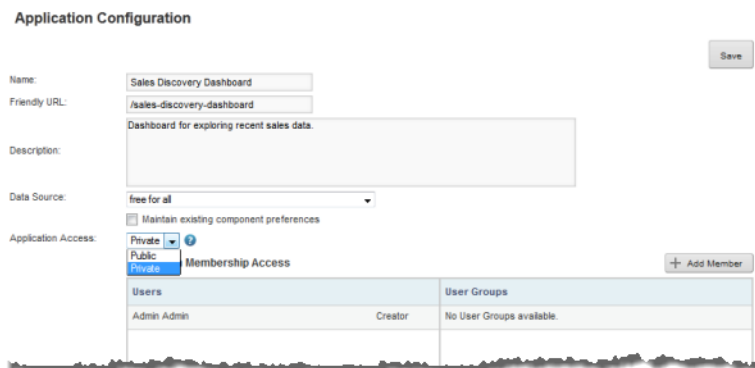 Application Configuration
Save
Name:
Sales Discovery Dashboard
Friendly URL:
/sales-discovery-dashboard
Dashboard for exploring recent sales data.
Description:
Data Source:
free for all
Maintain existing component preferences
Application Access:
Private
Public
Private
Membership Access
+ Add Member
Users
User Groups
Admin Admin
Creator
No User Groups available.